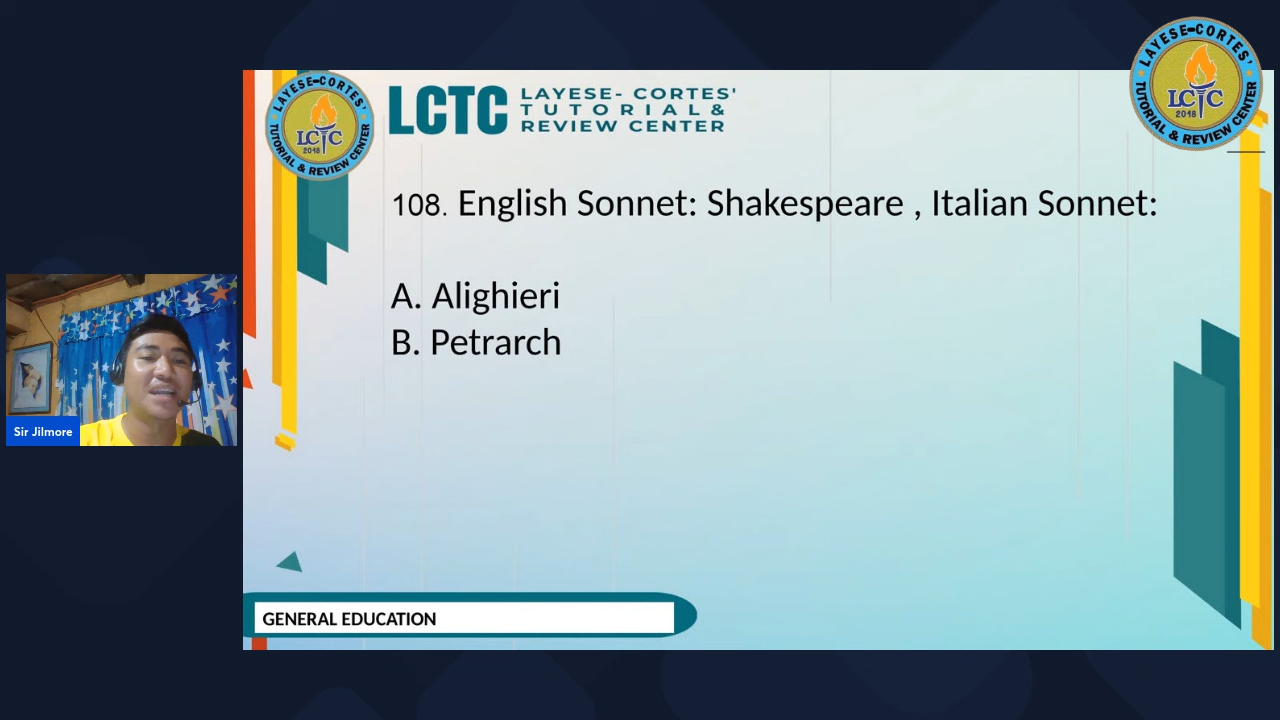 LAYESE-CORTES'
LCTC
2018
TUTORIAL & REVIEW CENTER
LCTC
LAYESE- CORTES'
TUTORIAL &
REVIEW CENTER
LAYESE-CORTES'
LCTC
2018
TUTORIAL & REVIEW CENTER
108. English Sonnet: Shakespeare , Italian Sonnet:
A. Alighieri
B. Petrarch
Sir Jilmore
GENERAL EDUCATION